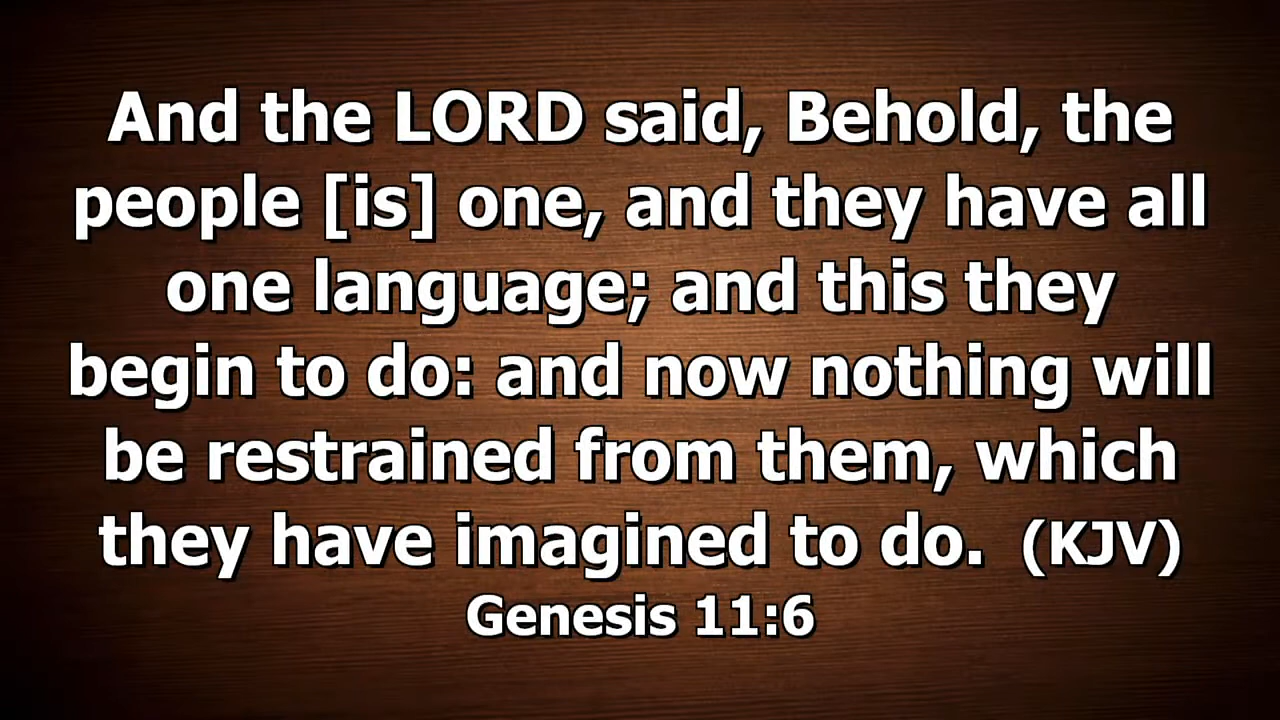 And the LORD said, Behold, the
people [is] one, and they have all
one language; and this they
begin to do: and now nothing will
be restrained from them, which
they have imagined to do. (KJV)
Genesis 11:6